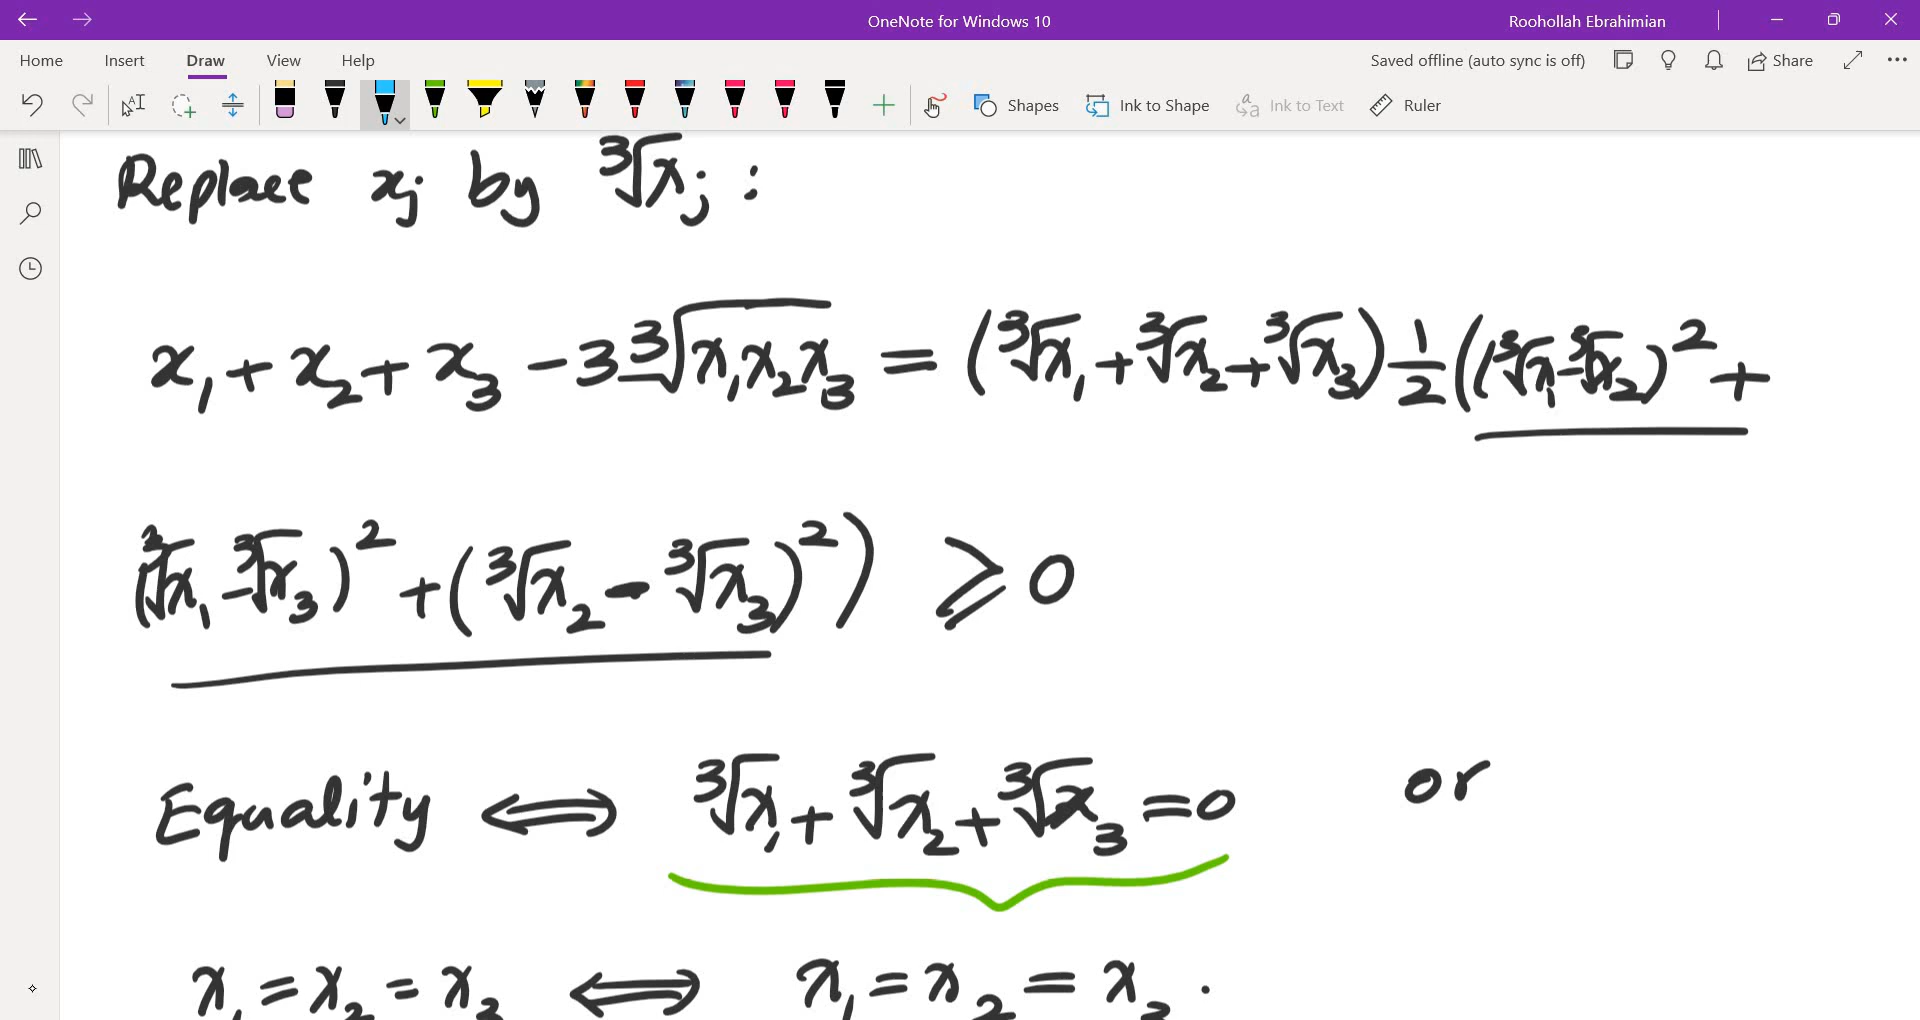 OneNote for Windows 10
Roohollah Ebrahimian
Home Insert Draw View Help
Saved offline (auto sync is off) Share
Shapes Ink to Shape Ink to Text Ruler
Replace xⱼ by ∛xⱼ :
x₁ + x₂ + x₃ − 3∛(x₁x₂x₃) = (∛x₁ + ∛x₂ + ∛x₃) 1/2 ((∛x₁ − ∛x₂)² +
(∛x₁ − ∛x₃)² + (∛x₂ − ∛x₃)²) ⩾ 0
Equality ⟺ ∛x₁ + ∛x₂ + ∛x₃ = 0 or
x₁ = x₂ = x₃ ⟺ x₁ = x₂ = x₃ .